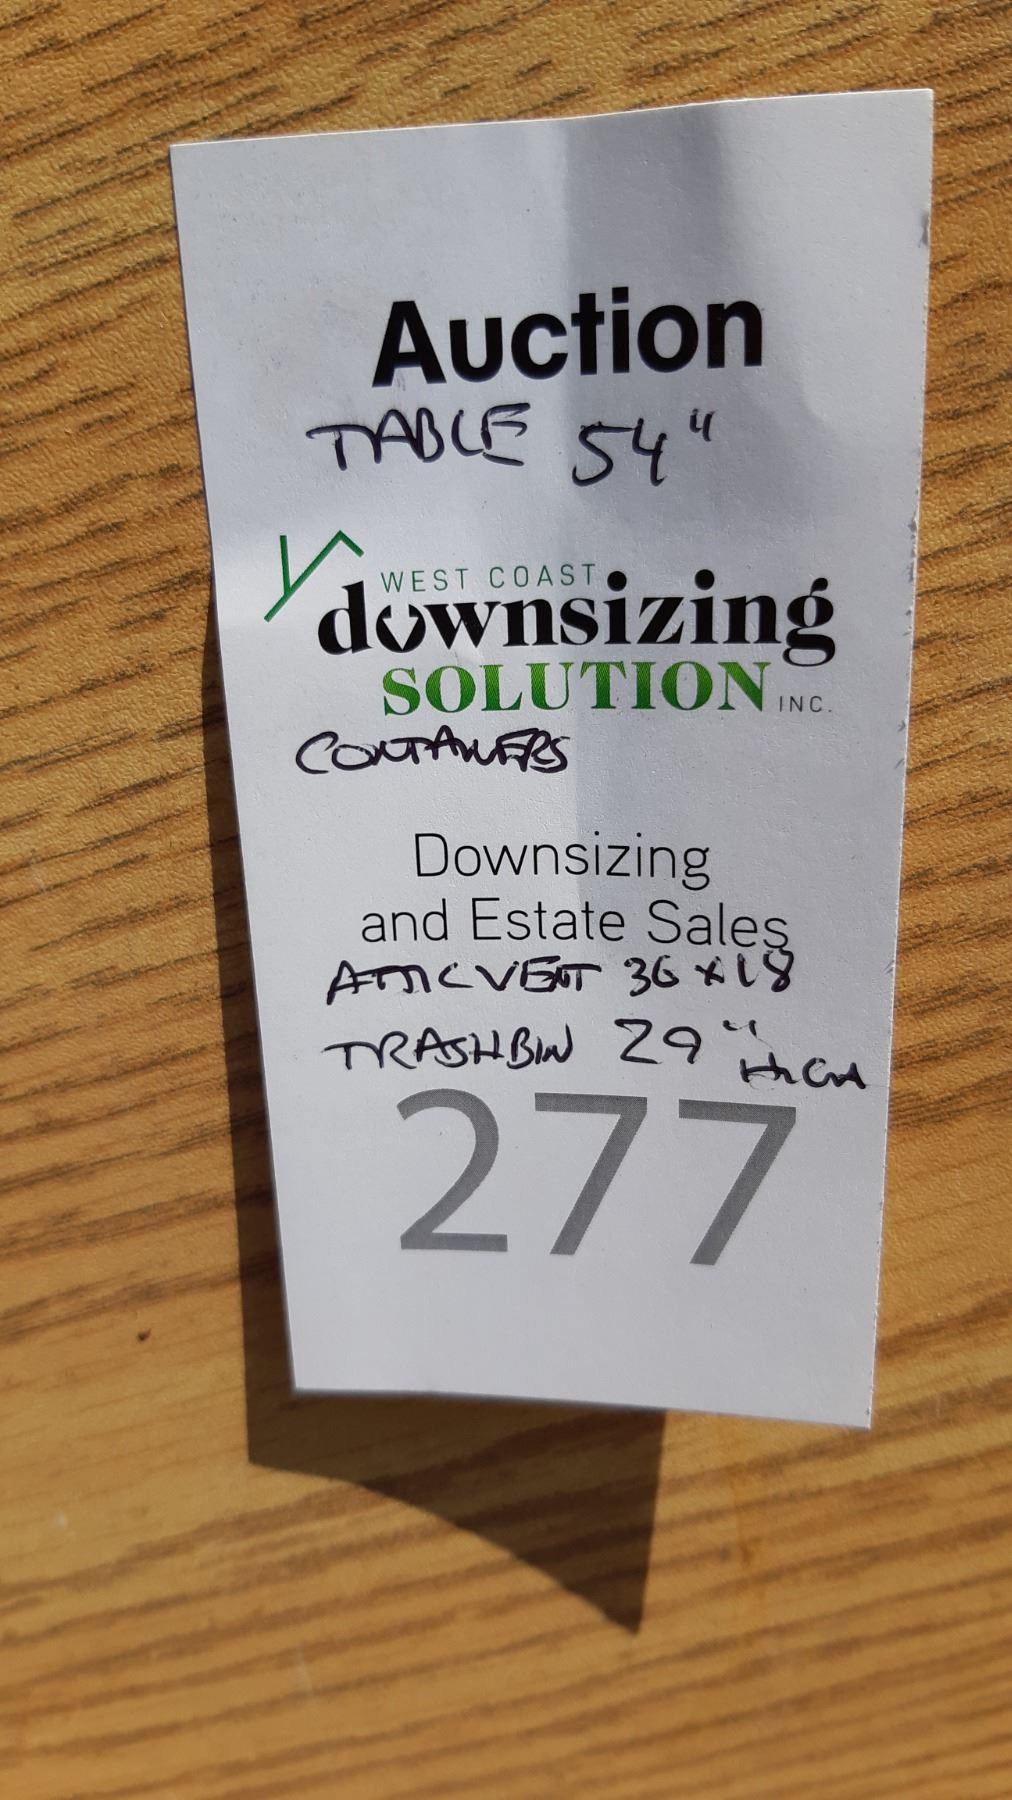 Auction
TABLE 54"
WEST COAST
downsizing
SOLUTION INC.
CONTAINERS
Downsizing
and Estate Sales
ATTIC VENT 36 x 18
TRASHBIN 29" HIGH
277